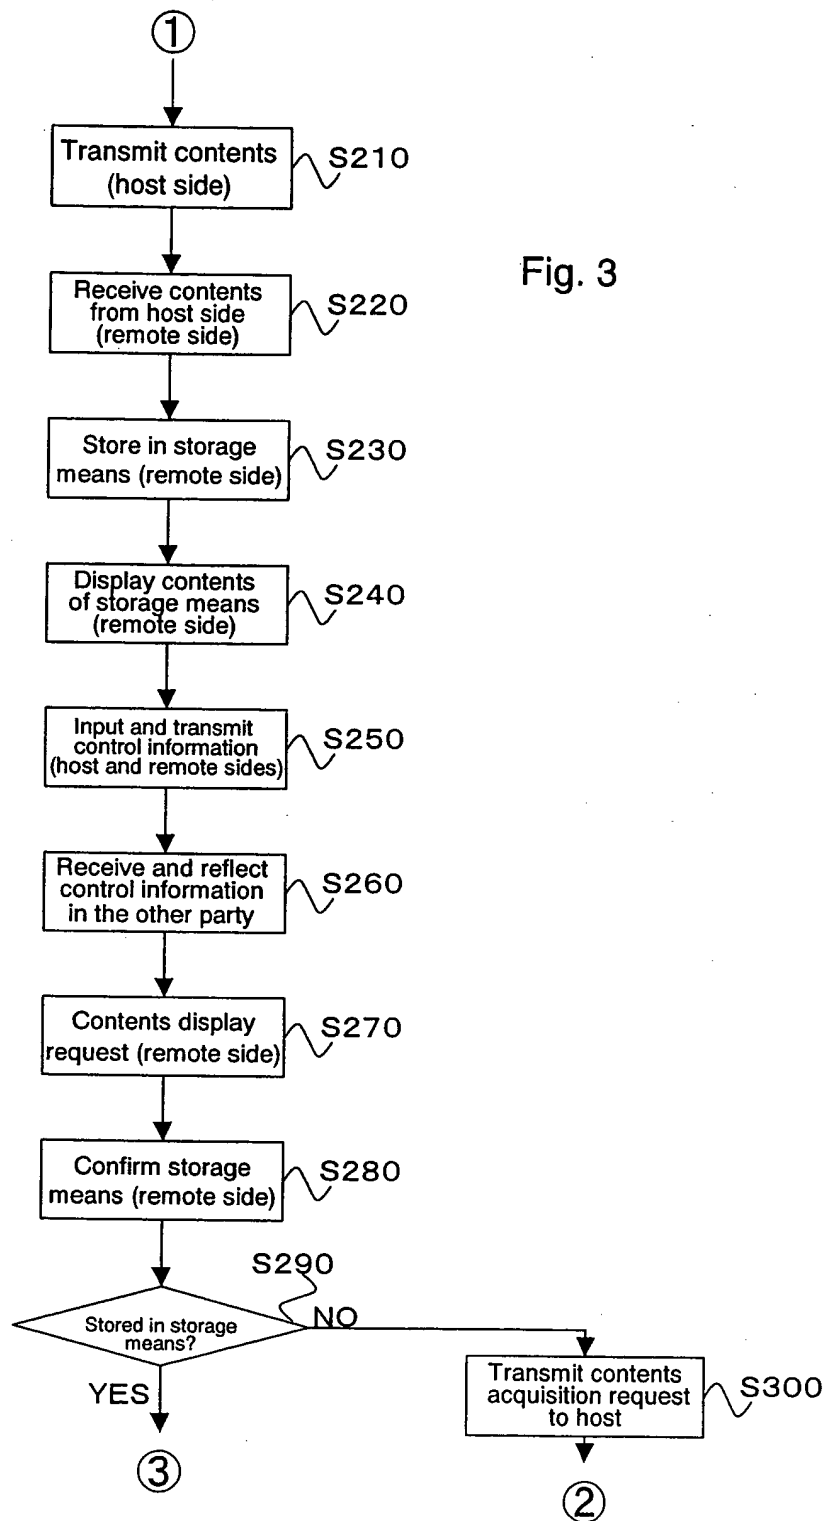 ①
Transmit contents
(host side)
S210
Fig. 3
Receive contents
from host side
(remote side)
S220
Store in storage
means (remote side)
S230
Display contents
of storage means
(remote side)
S240
Input and transmit
control information
(host and remote sides)
S250
Receive and reflect
control information
in the other party
S260
Contents display
request (remote side)
S270
Confirm storage
means (remote side)
S280
S290
Stored in storage
means?
NO
YES
Transmit contents
acquisition request
to host
S300
③
②